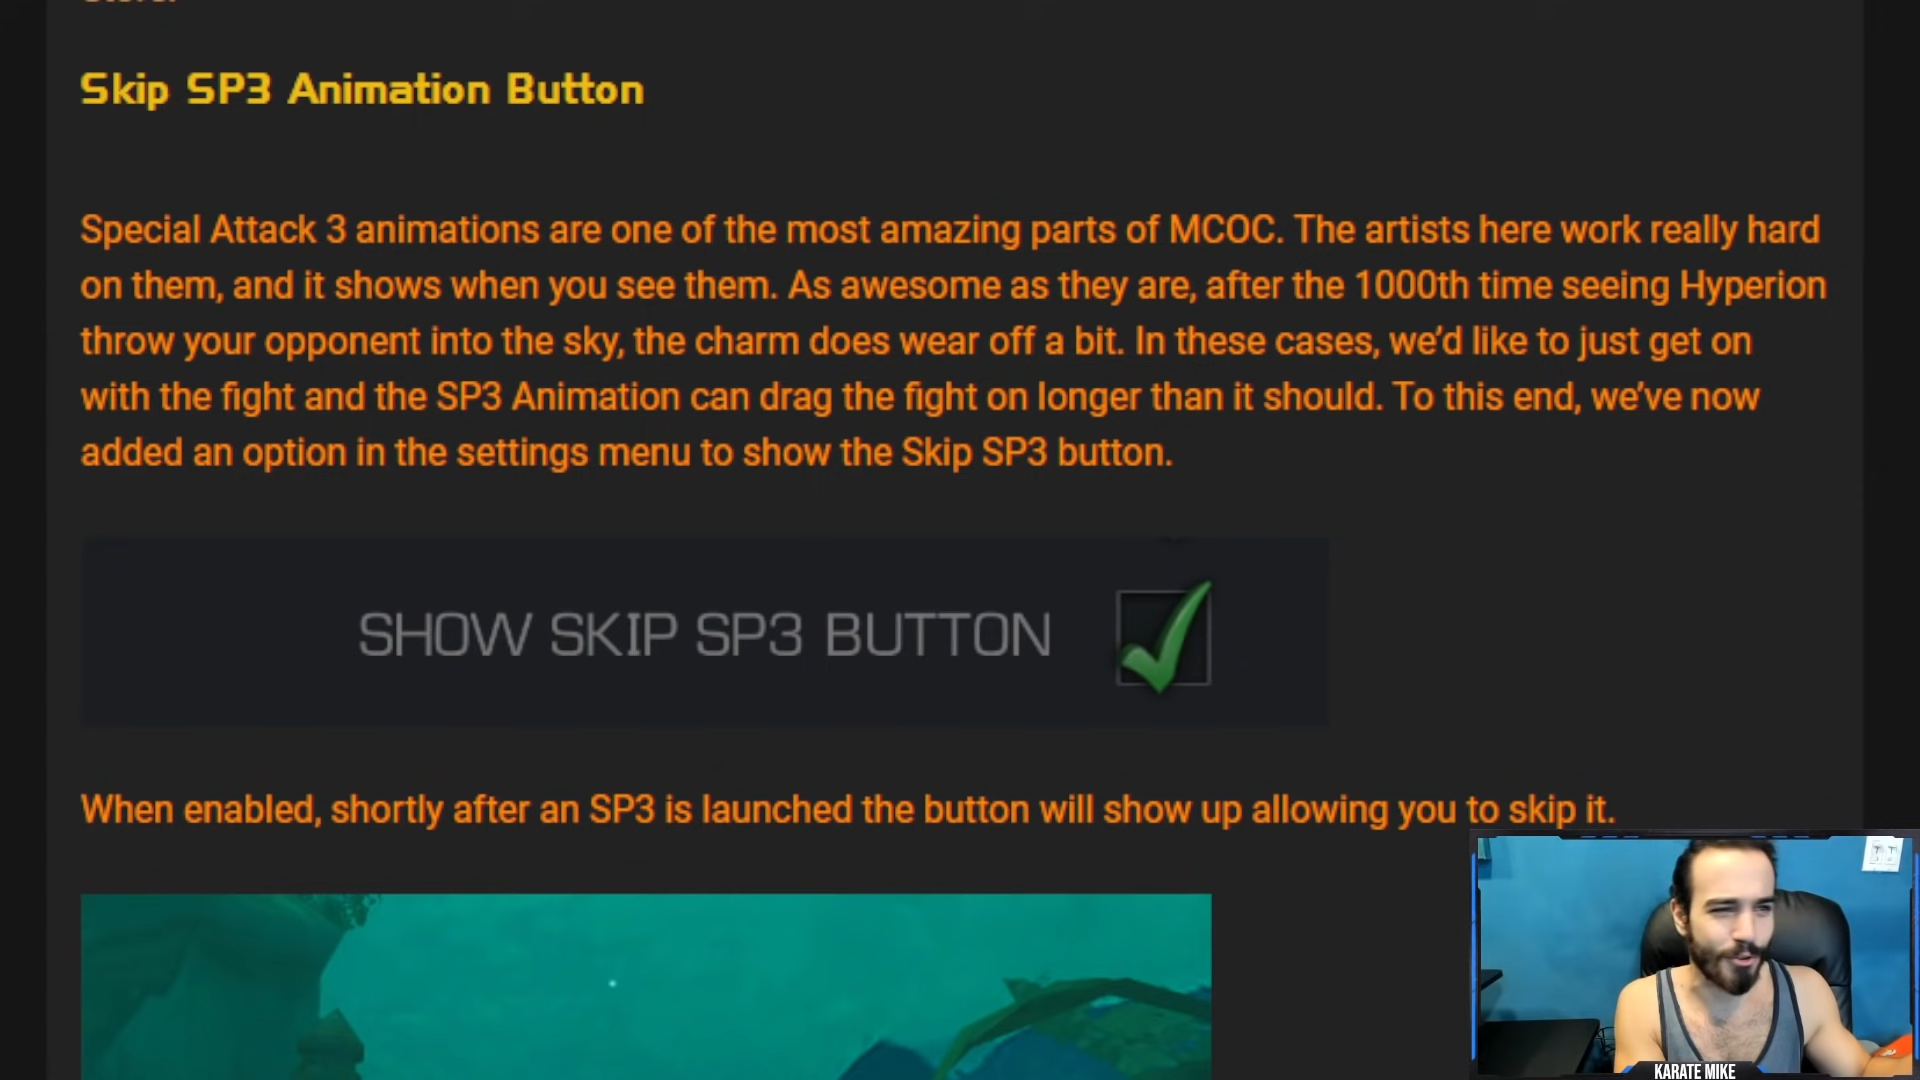 Skip SP3 Animation Button
Special Attack 3 animations are one of the most amazing parts of MCOC. The artists here work really hard
on them, and it shows when you see them. As awesome as they are, after the 1000th time seeing Hyperion
throw your opponent into the sky, the charm does wear off a bit. In these cases, we’d like to just get on
with the fight and the SP3 Animation can drag the fight on longer than it should. To this end, we’ve now
added an option in the settings menu to show the Skip SP3 button.
SHOW SKIP SP3 BUTTON
When enabled, shortly after an SP3 is launched the button will show up allowing you to skip it.
KARATE MIKE